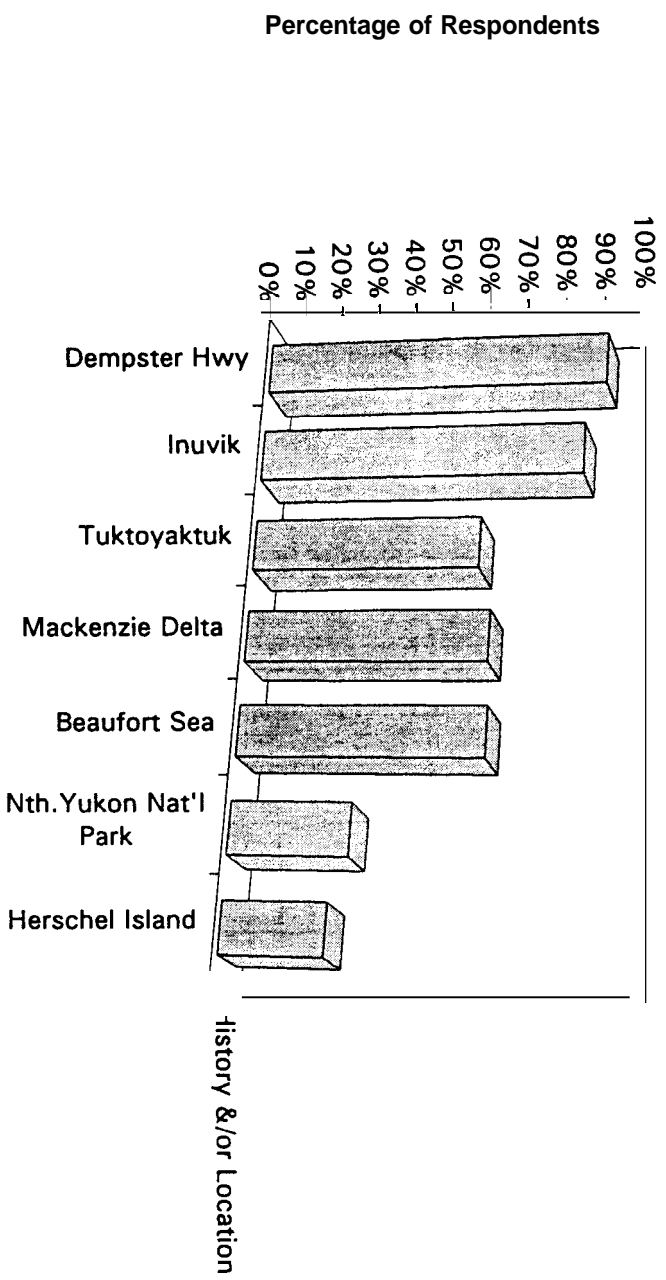 Percentage of Respondents
100%
90%
80%
70%
60%
50%
40%
30%
20%
10%
0%
Dempster Hwy
Inuvik
Tuktoyaktuk
Mackenzie Delta
Beaufort Sea
Nth.Yukon Nat'l
Park
Herschel Island
&/or Location